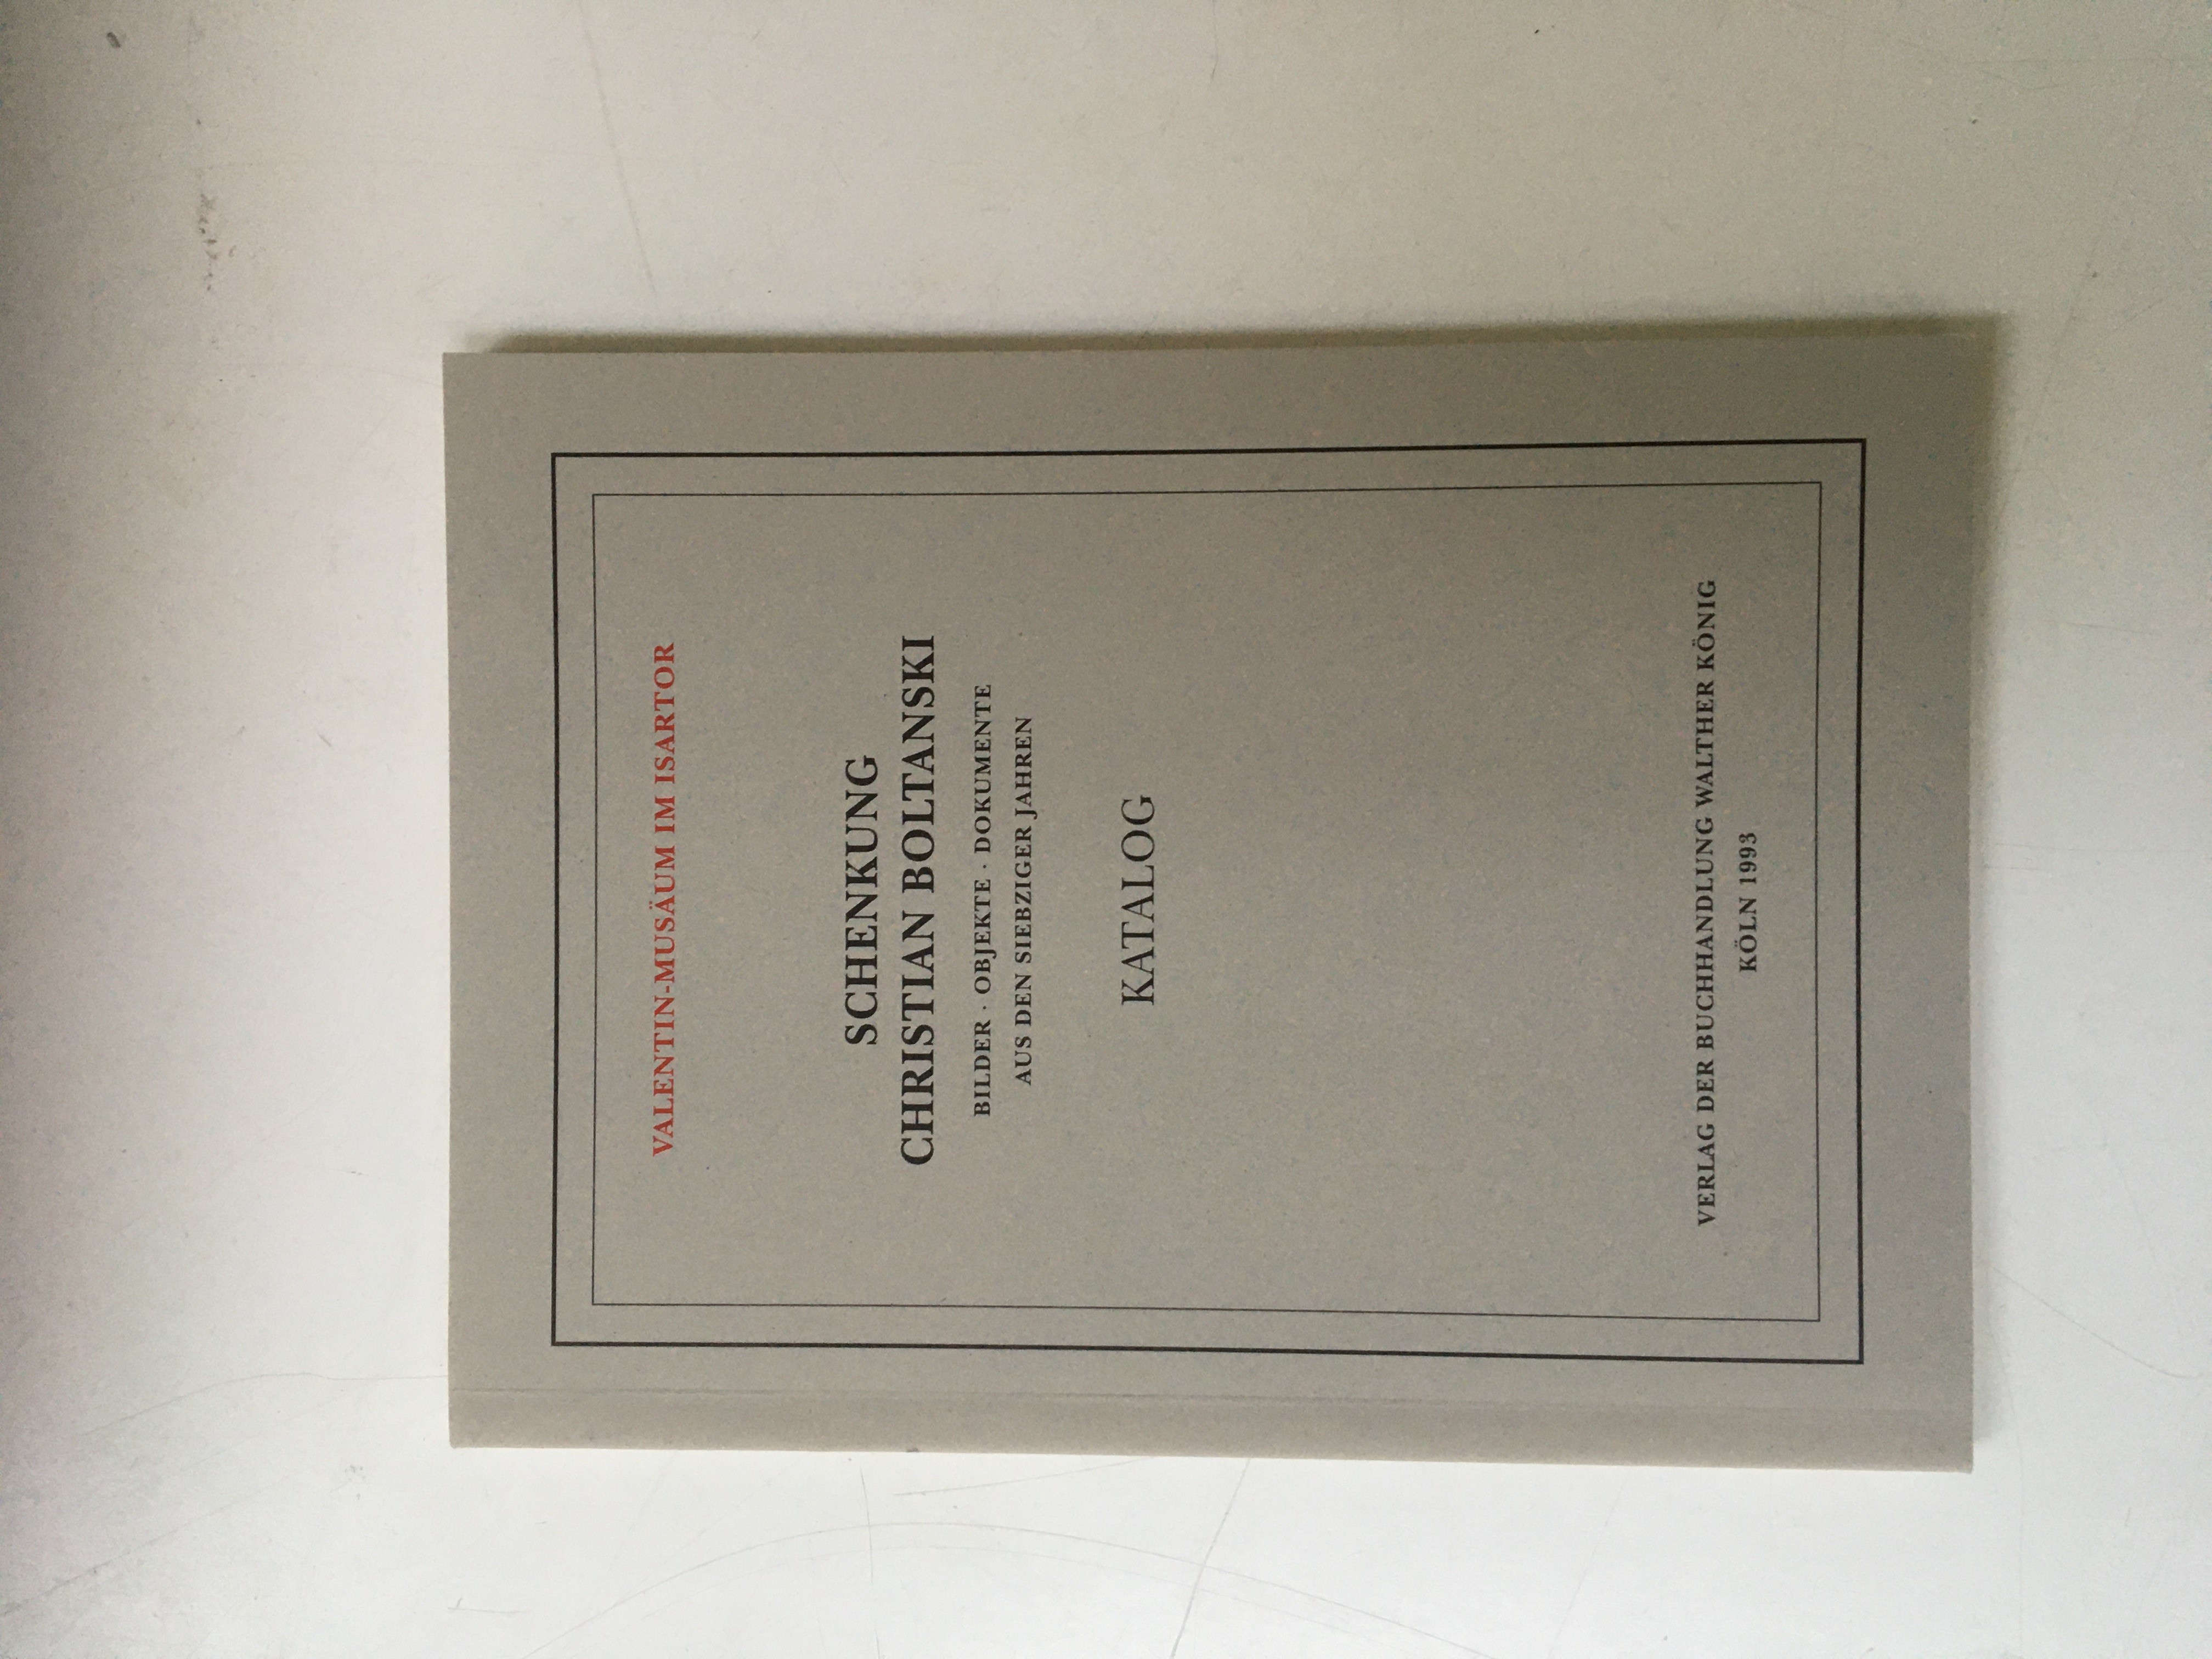 VALENTIN-MUSÄUM IM ISARTOR
SCHENKUNG
CHRISTIAN BOLTANSKI
BILDER · OBJEKTE · DOKUMENTE
AUS DEN SIEBZIGER JAHREN
KATALOG
VERLAG DER BUCHHANDLUNG WALTHER KÖNIG
KÖLN 1993